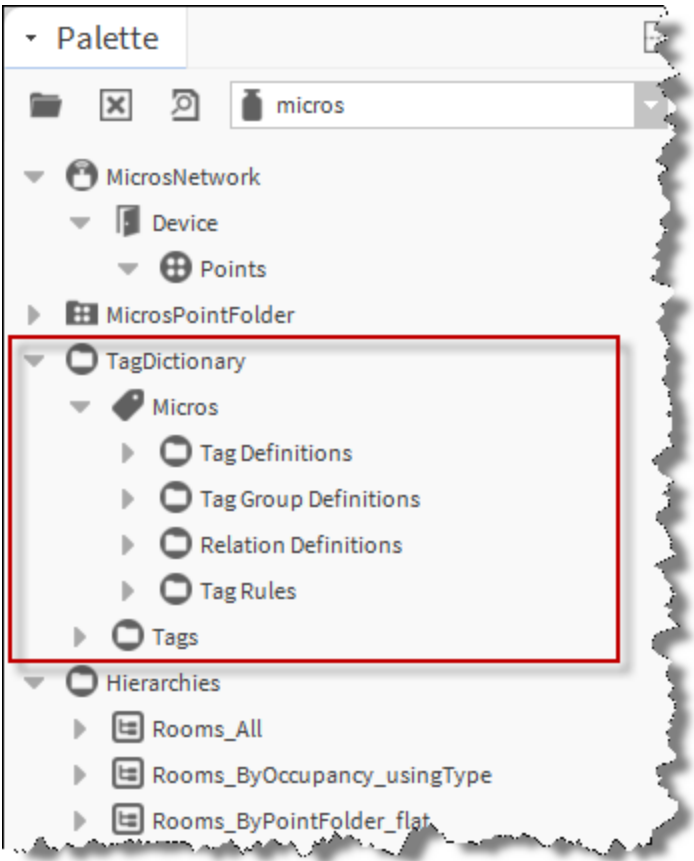 Palette
micros
MicrosNetwork
Device
Points
MicrosPointFolder
TagDictionary
Micros
Tag Definitions
Tag Group Definitions
Relation Definitions
Tag Rules
Tags
Hierarchies
Rooms_All
Rooms_ByOccupancy_usingType
Rooms_ByPointFolder_flat